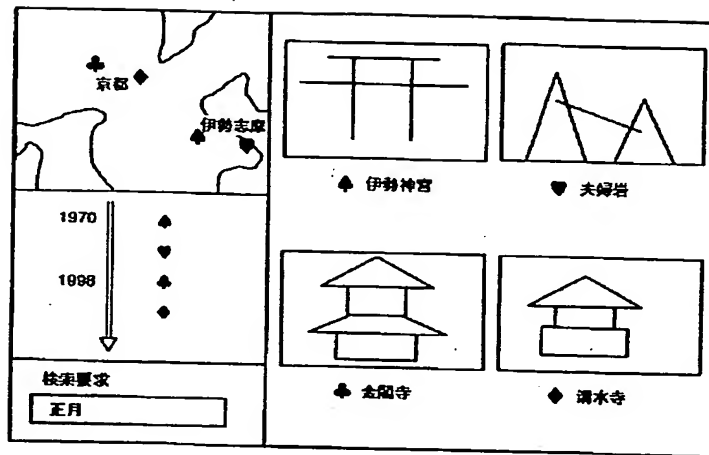 京都
伊勢志摩
1970
1998
検索要求
正月
♠ 伊勢神宮
♥ 夫婦岩
♣ 金閣寺
♦ 清水寺